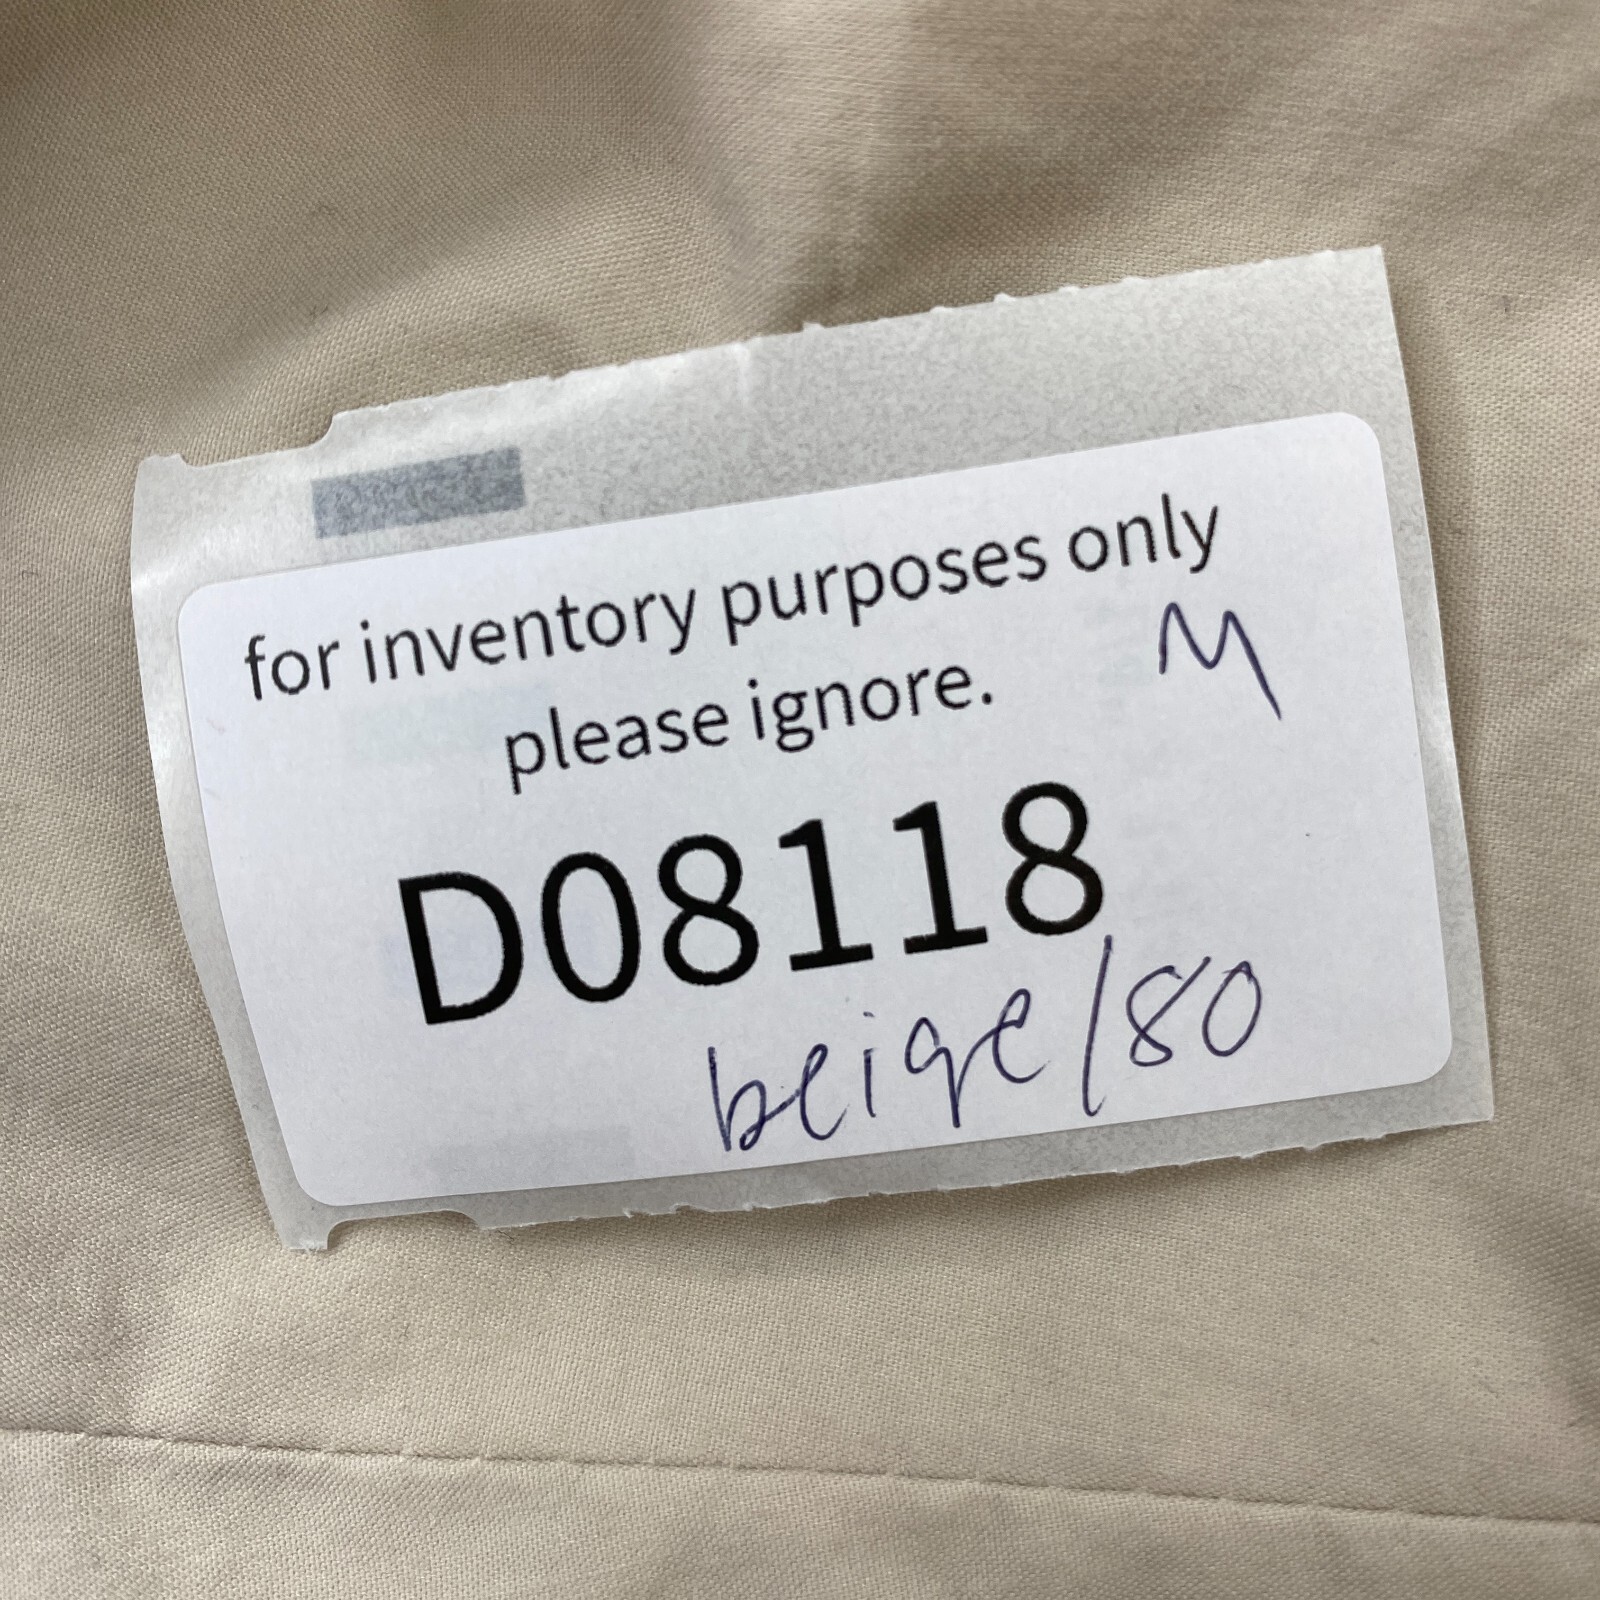 for inventory purposes only
please ignore. M
D08118
beige/80